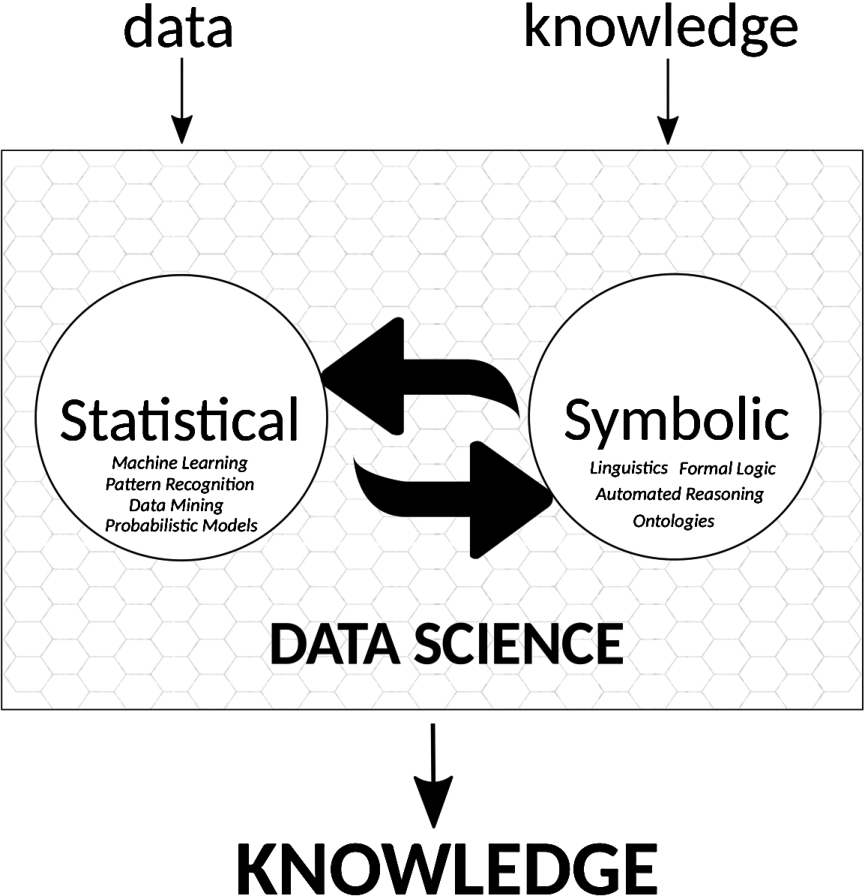 data
knowledge
Statistical
Machine Learning
Pattern Recognition
Data Mining
Probabilistic Models
Symbolic
Linguistics Formal Logic
Automated Reasoning
Ontologies
DATA SCIENCE
KNOWLEDGE